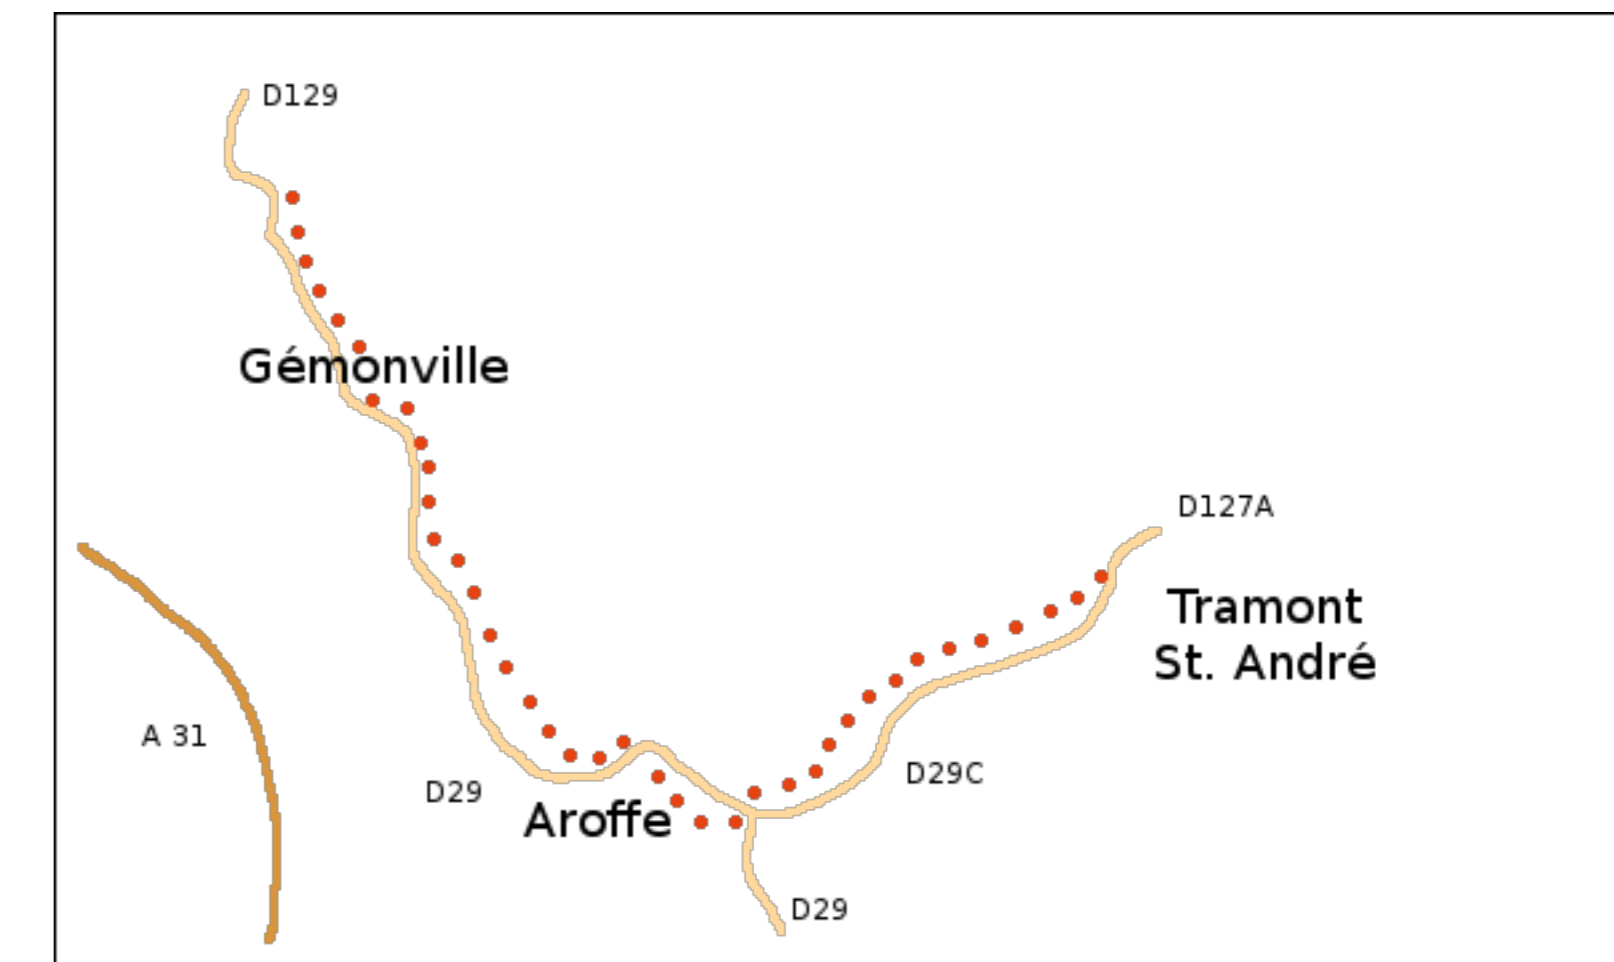 D129
Gémonville
D127A
Tramont
St. André
A 31
D29
D29C
Aroffe
D29